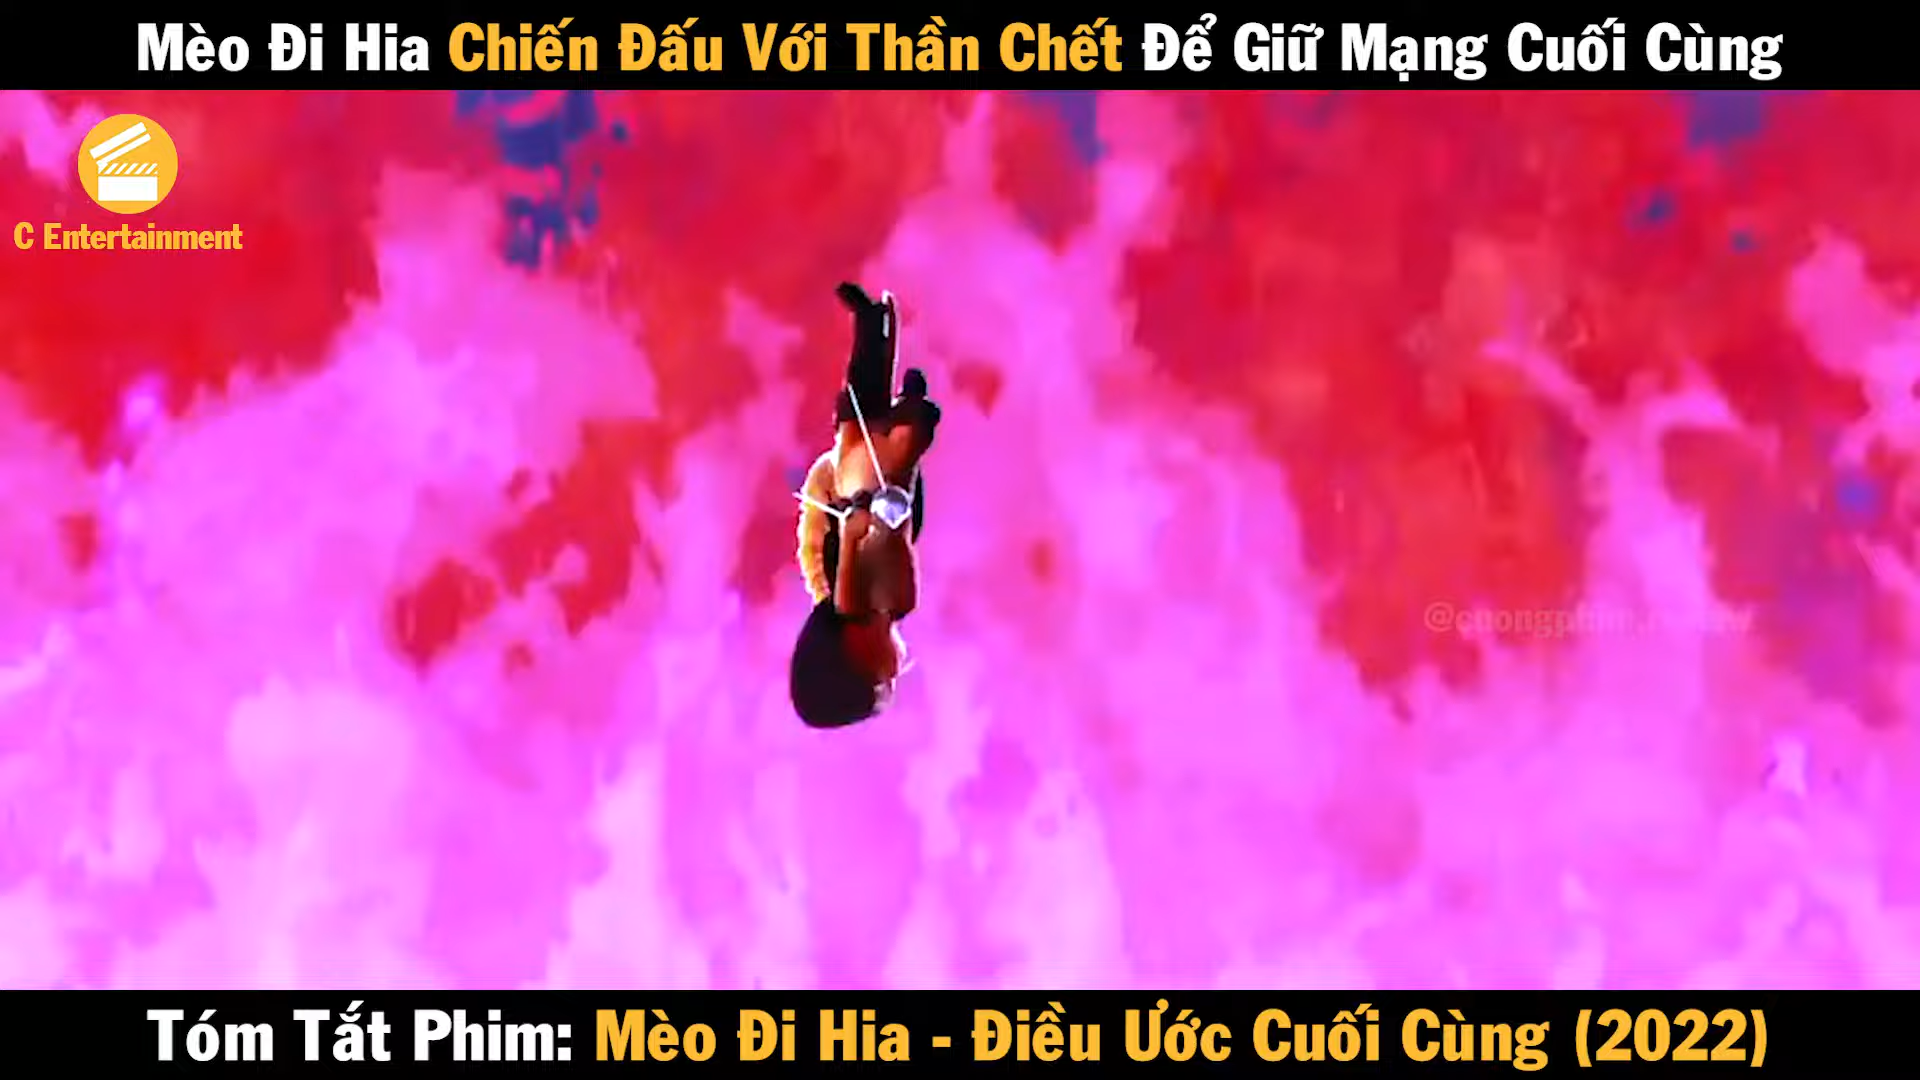 Mèo Đi Hia Chiến Đấu Với Thần Chết Để Giữ Mạng Cuối Cùng
C Entertainment
Tóm Tắt Phim: Mèo Đi Hia - Điều Ước Cuối Cùng (2022)